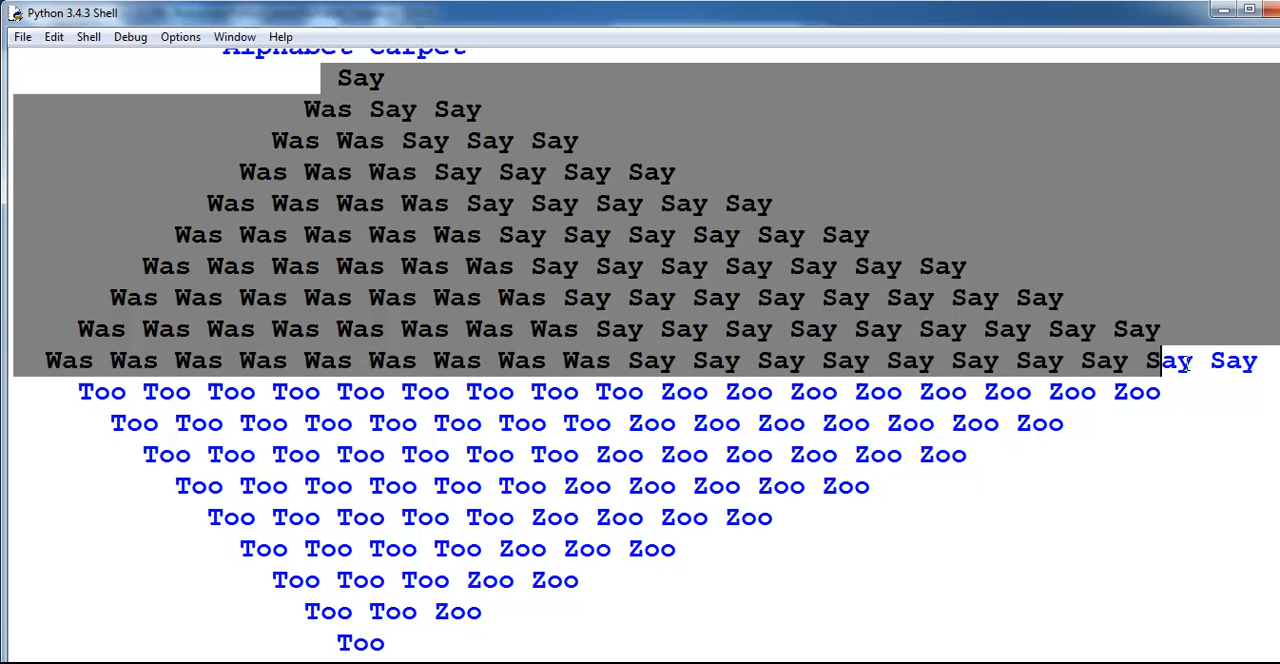 Python 3.4.3 Shell
File Edit Shell Debug Options Window Help
Alphabet Carpet
Say
Was Say Say
Was Was Say Say Say
Was Was Was Say Say Say Say
Was Was Was Was Say Say Say Say Say
Was Was Was Was Was Say Say Say Say Say Say
Was Was Was Was Was Was Say Say Say Say Say Say Say
Was Was Was Was Was Was Was Say Say Say Say Say Say Say Say
Was Was Was Was Was Was Was Was Say Say Say Say Say Say Say Say Say
Was Was Was Was Was Was Was Was Was Say Say Say Say Say Say Say Say Say Say
Too Too Too Too Too Too Too Too Too Zoo Zoo Zoo Zoo Zoo Zoo Zoo Zoo
Too Too Too Too Too Too Too Too Zoo Zoo Zoo Zoo Zoo Zoo Zoo
Too Too Too Too Too Too Too Zoo Zoo Zoo Zoo Zoo Zoo
Too Too Too Too Too Too Zoo Zoo Zoo Zoo Zoo
Too Too Too Too Too Zoo Zoo Zoo Zoo
Too Too Too Too Zoo Zoo Zoo
Too Too Too Zoo Zoo
Too Too Zoo
Too